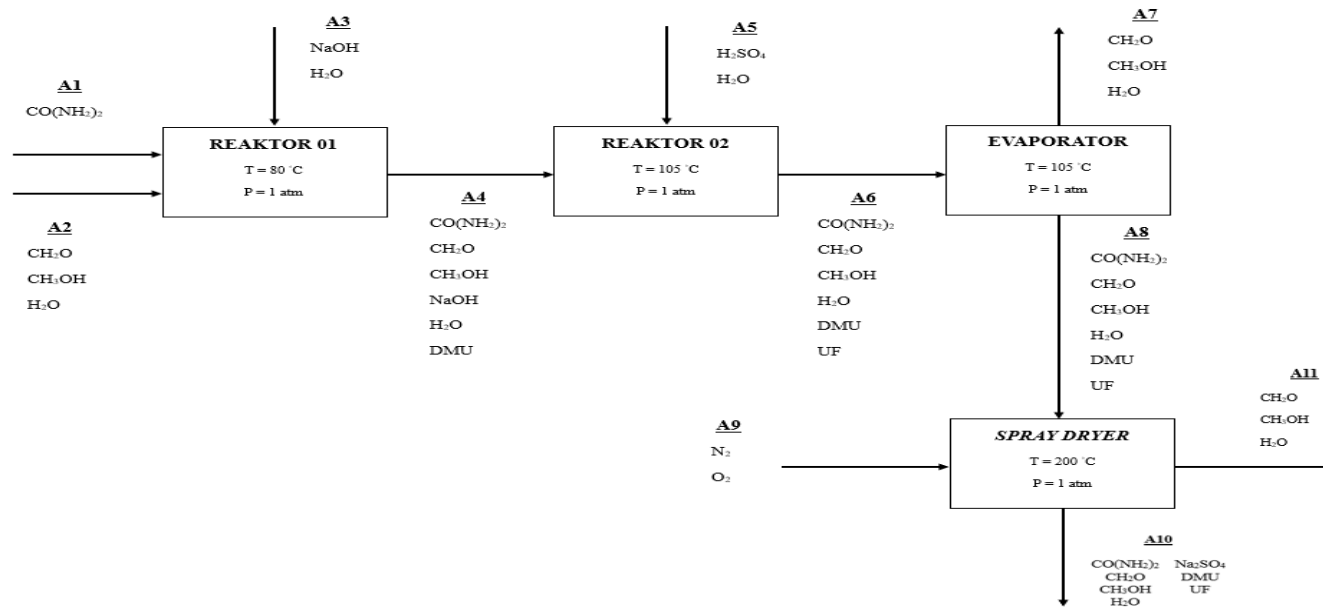 A1
CO(NH₂)₂
A2
CH₂O
CH₃OH
H₂O
A3
NaOH
H₂O
REAKTOR 01
T = 80 °C
P = 1 atm
A4
CO(NH₂)₂
CH₂O
CH₃OH
NaOH
H₂O
DMU
A5
H₂SO₄
H₂O
REAKTOR 02
T = 105 °C
P = 1 atm
A6
CO(NH₂)₂
CH₂O
CH₃OH
H₂O
DMU
UF
A7
CH₂O
CH₃OH
H₂O
EVAPORATOR
T = 105 °C
P = 1 atm
A8
CO(NH₂)₂
CH₂O
CH₃OH
H₂O
DMU
UF
A9
N₂
O₂
SPRAY DRYER
T = 200 °C
P = 1 atm
A11
CH₂O
CH₃OH
H₂O
A10
CO(NH₂)₂ Na₂SO₄
CH₂O DMU
CH₃OH UF
H₂O